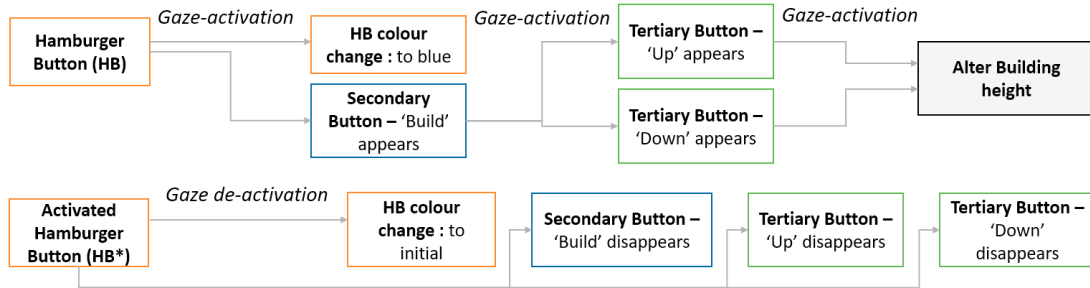 Gaze-activation
Gaze-activation
Gaze-activation
Hamburger
Button (HB)
HB colour
change : to blue
Secondary
Button – ‘Build’
appears
Tertiary Button –
‘Up’ appears
Tertiary Button –
‘Down’ appears
Alter Building
height
Gaze de-activation
Activated
Hamburger
Button (HB*)
HB colour
change : to
initial
Secondary Button –
‘Build’ disappears
Tertiary Button –
‘Up’ disappears
Tertiary Button –
‘Down’
disappears